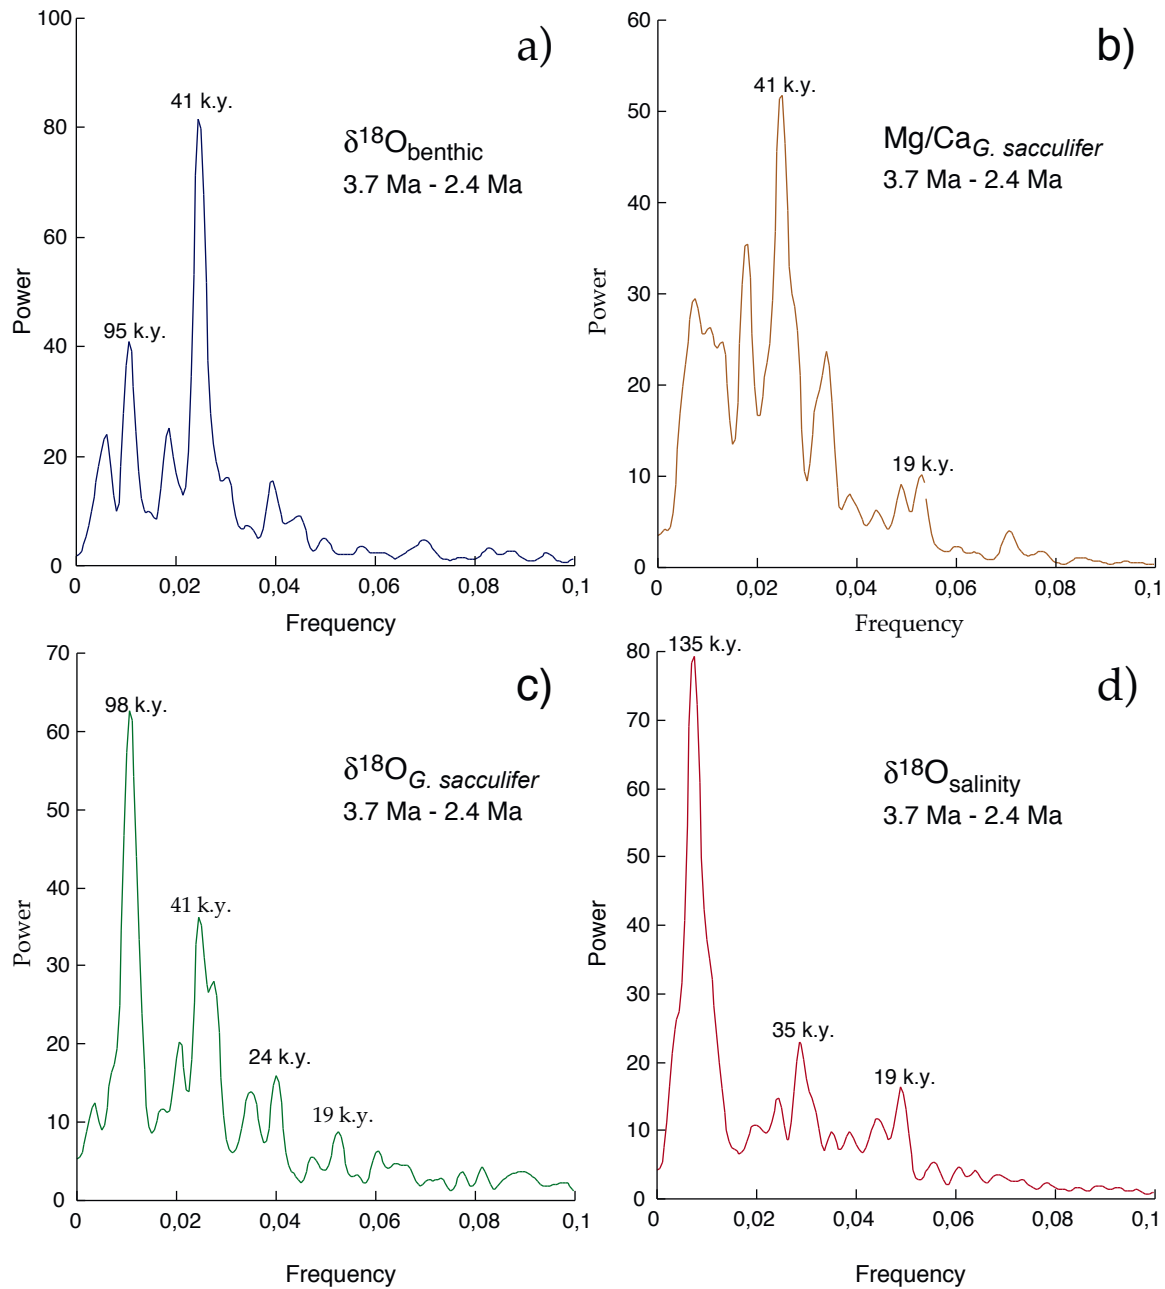 a)
δ18Obenthic
3.7 Ma - 2.4 Ma
41 k.y.
95 k.y.
Power
100
80
60
40
20
0
0 0,02 0,04 0,06 0,08 0,1
Frequency
b)
Mg/CaG. sacculifer
3.7 Ma - 2.4 Ma
41 k.y.
19 k.y.
Power
60
50
40
30
20
10
0
0 0,02 0,04 0,06 0,08 0,1
Frequency
c)
δ18OG. sacculifer
3.7 Ma - 2.4 Ma
98 k.y.
41 k.y.
24 k.y.
19 k.y.
Power
70
60
50
40
30
20
10
0
0 0,02 0,04 0,06 0,08 0,1
Frequency
d)
δ18Osalinity
3.7 Ma - 2.4 Ma
135 k.y.
35 k.y.
19 k.y.
Power
80
70
60
50
40
30
20
10
0
0 0,02 0,04 0,06 0,08 0,1
Frequency